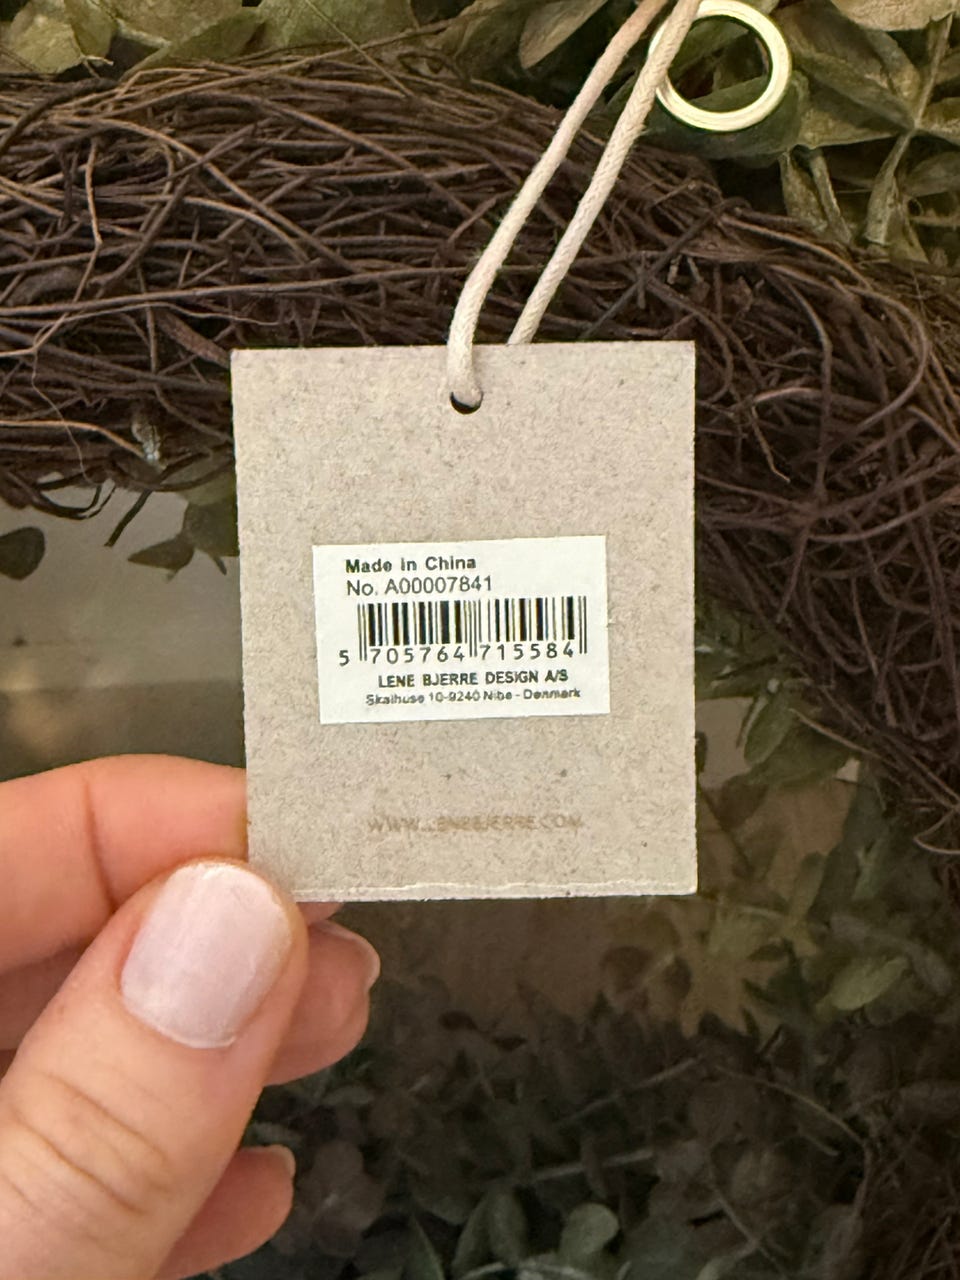 Made in China
No. A00007841
5 705764 715584
LENE BJERRE DESIGN A/S
Skalhuse 10-9240 Nibe - Denmark
WWW.LENEBJERRE.COM